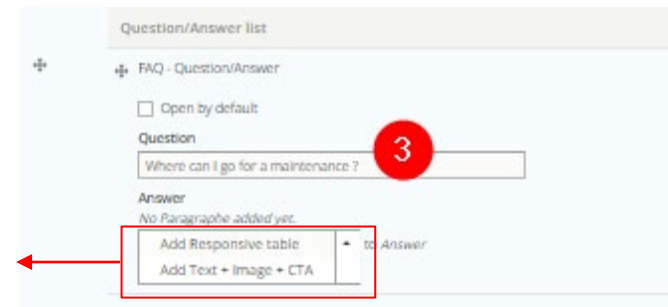 Question/Answer list
FAQ - Question/Answer
Open by default
Question
Where can I go for a maintenance ?
3
Answer
No Paragraphe added yet.
Add Responsive table
to Answer
Add Text + Image + CTA